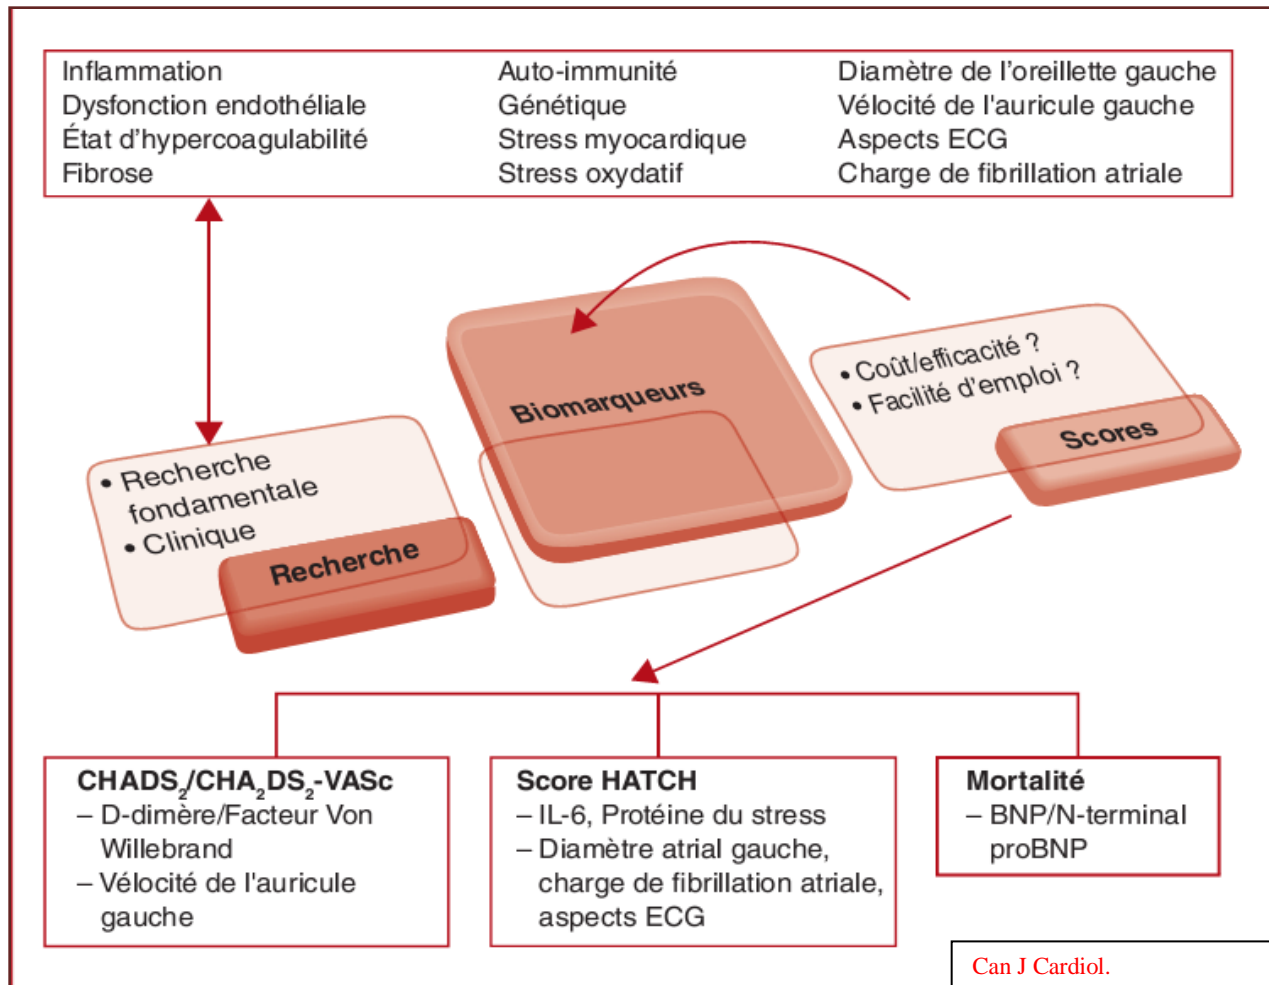 Inflammation
Dysfonction endothéliale
État d'hypercoagulabilité
Fibrose
Auto-immunité
Génétique
Stress myocardique
Stress oxydatif
Diamètre de l'oreillette gauche
Vélocité de l'auricule gauche
Aspects ECG
Charge de fibrillation atriale
• Recherche
fondamentale
• Clinique
Recherche
Biomarqueurs
• Coût/efficacité ?
• Facilité d'emploi ?
Scores
CHADS₂/CHA₂DS₂-VASc
– D-dimère/Facteur Von
Willebrand
– Vélocité de l'auricule
gauche
Score HATCH
– IL-6, Protéine du stress
– Diamètre atrial gauche,
charge de fibrillation atriale,
aspects ECG
Mortalité
– BNP/N-terminal
proBNP
Can J Cardiol.